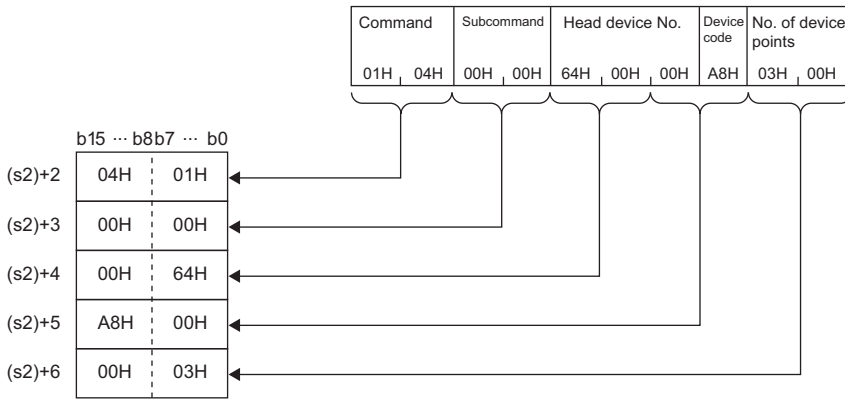 Command Subcommand Head device No. Device code No. of device points
01H 04H 00H 00H 64H 00H 00H A8H 03H 00H
b15 ··· b8 b7 ··· b0
(s2)+2 04H 01H
(s2)+3 00H 00H
(s2)+4 00H 64H
(s2)+5 A8H 00H
(s2)+6 00H 03H